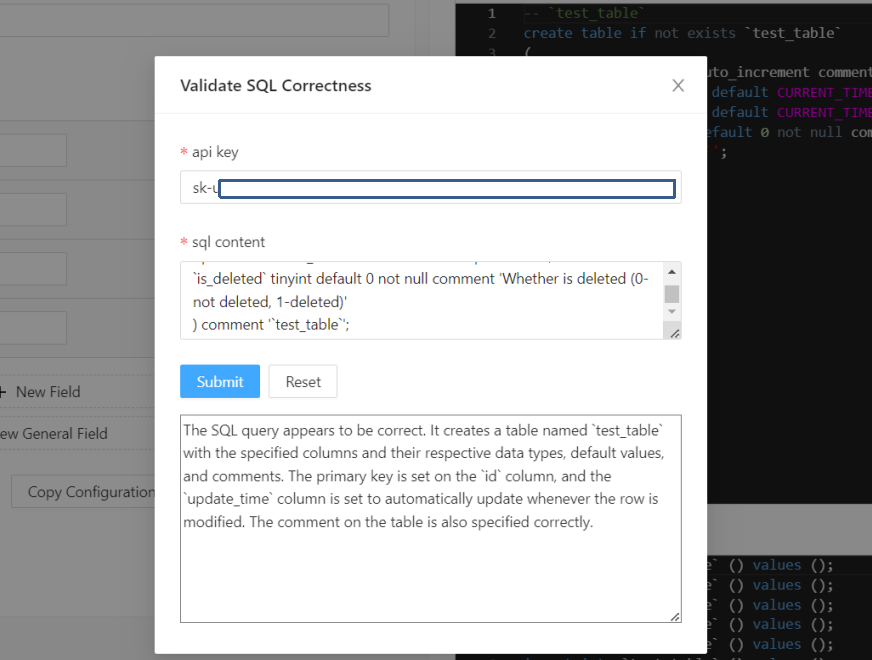 1 -- `test_table`
2 create table if not exists `test_table`
3 (
Validate SQL Correctness
uto_increment comment
default CURRENT_TIME
default CURRENT_TIME
efault 0 not null com
';
* api key
sk-u
* sql content
`is_deleted` tinyint default 0 not null comment 'Whether is deleted (0-
not deleted, 1-deleted)'
) comment '`test_table`';
Submit Reset
+ New Field
ew General Field
Copy Configuration
The SQL query appears to be correct. It creates a table named `test_table`
with the specified columns and their respective data types, default values,
and comments. The primary key is set on the `id` column, and the
`update_time` column is set to automatically update whenever the row is
modified. The comment on the table is also specified correctly.
e` () values ();
e` () values ();
e` () values ();
e` () values ();
e` () values ();